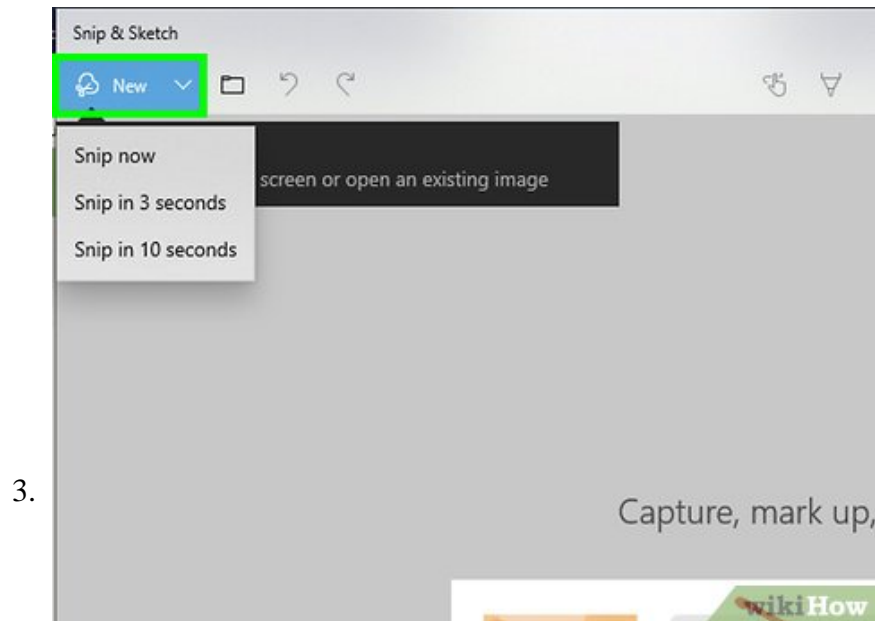 Snip & Sketch
New
Snip now
screen or open an existing image
Snip in 3 seconds
Snip in 10 seconds
3.
Capture, mark up,
wikiHow